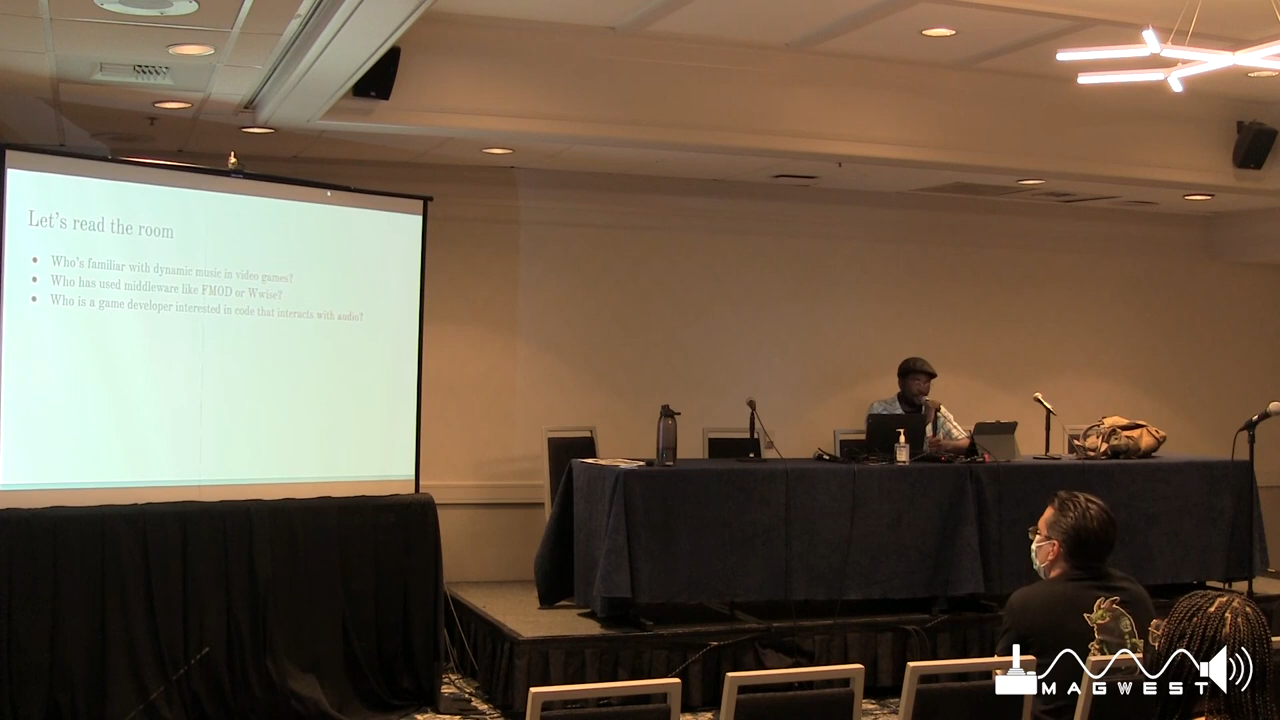 Let's read the room
• Who's familiar with dynamic music in video games?
• Who has used middleware like FMOD or Wwise?
• Who is a game developer interested in code that interacts with audio?
MAGWEST